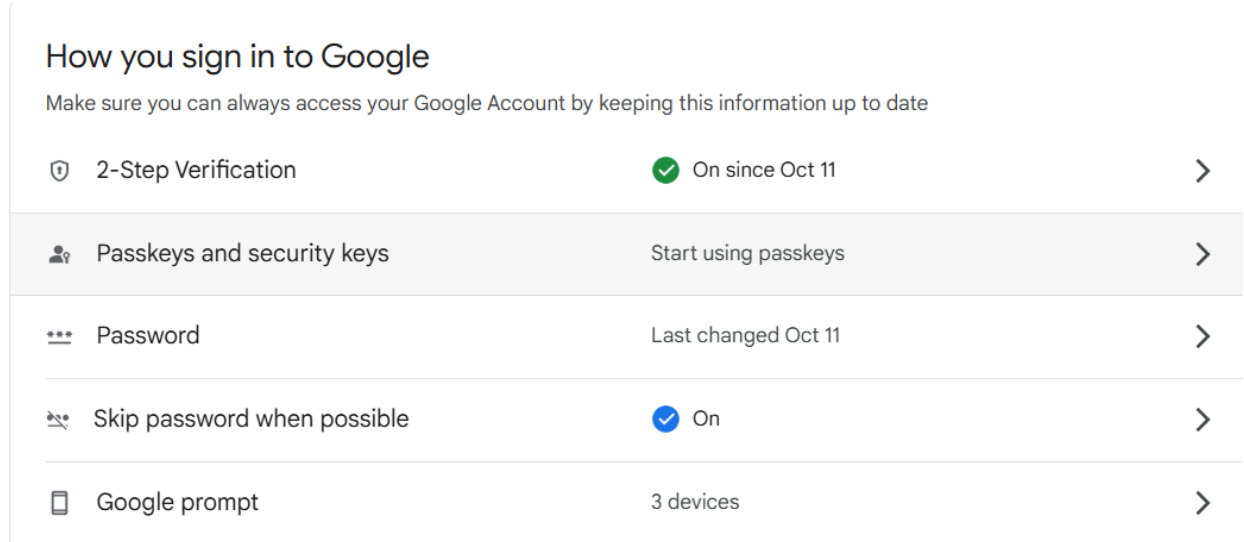 How you sign in to Google
Make sure you can always access your Google Account by keeping this information up to date
2-Step Verification On since Oct 11
Passkeys and security keys Start using passkeys
Password Last changed Oct 11
Skip password when possible On
Google prompt 3 devices